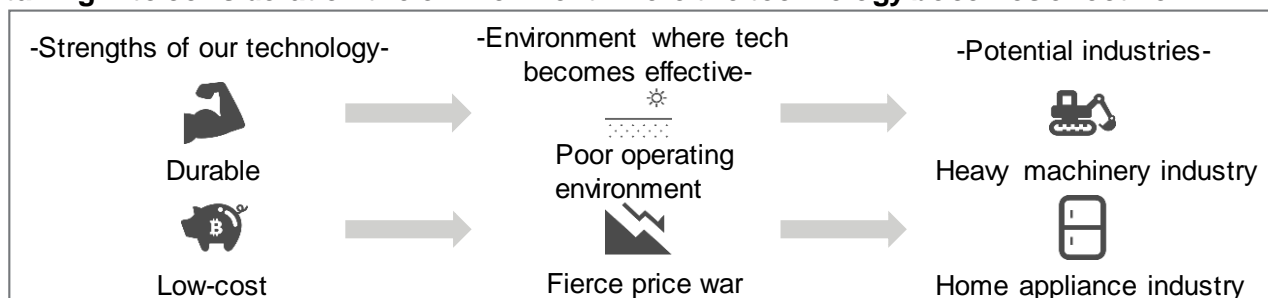 -Strengths of our technology-
-Environment where tech
becomes effective-
-Potential industries-
Durable
Poor operating
environment
Heavy machinery industry
B
Low-cost
Fierce price war
Home appliance industry